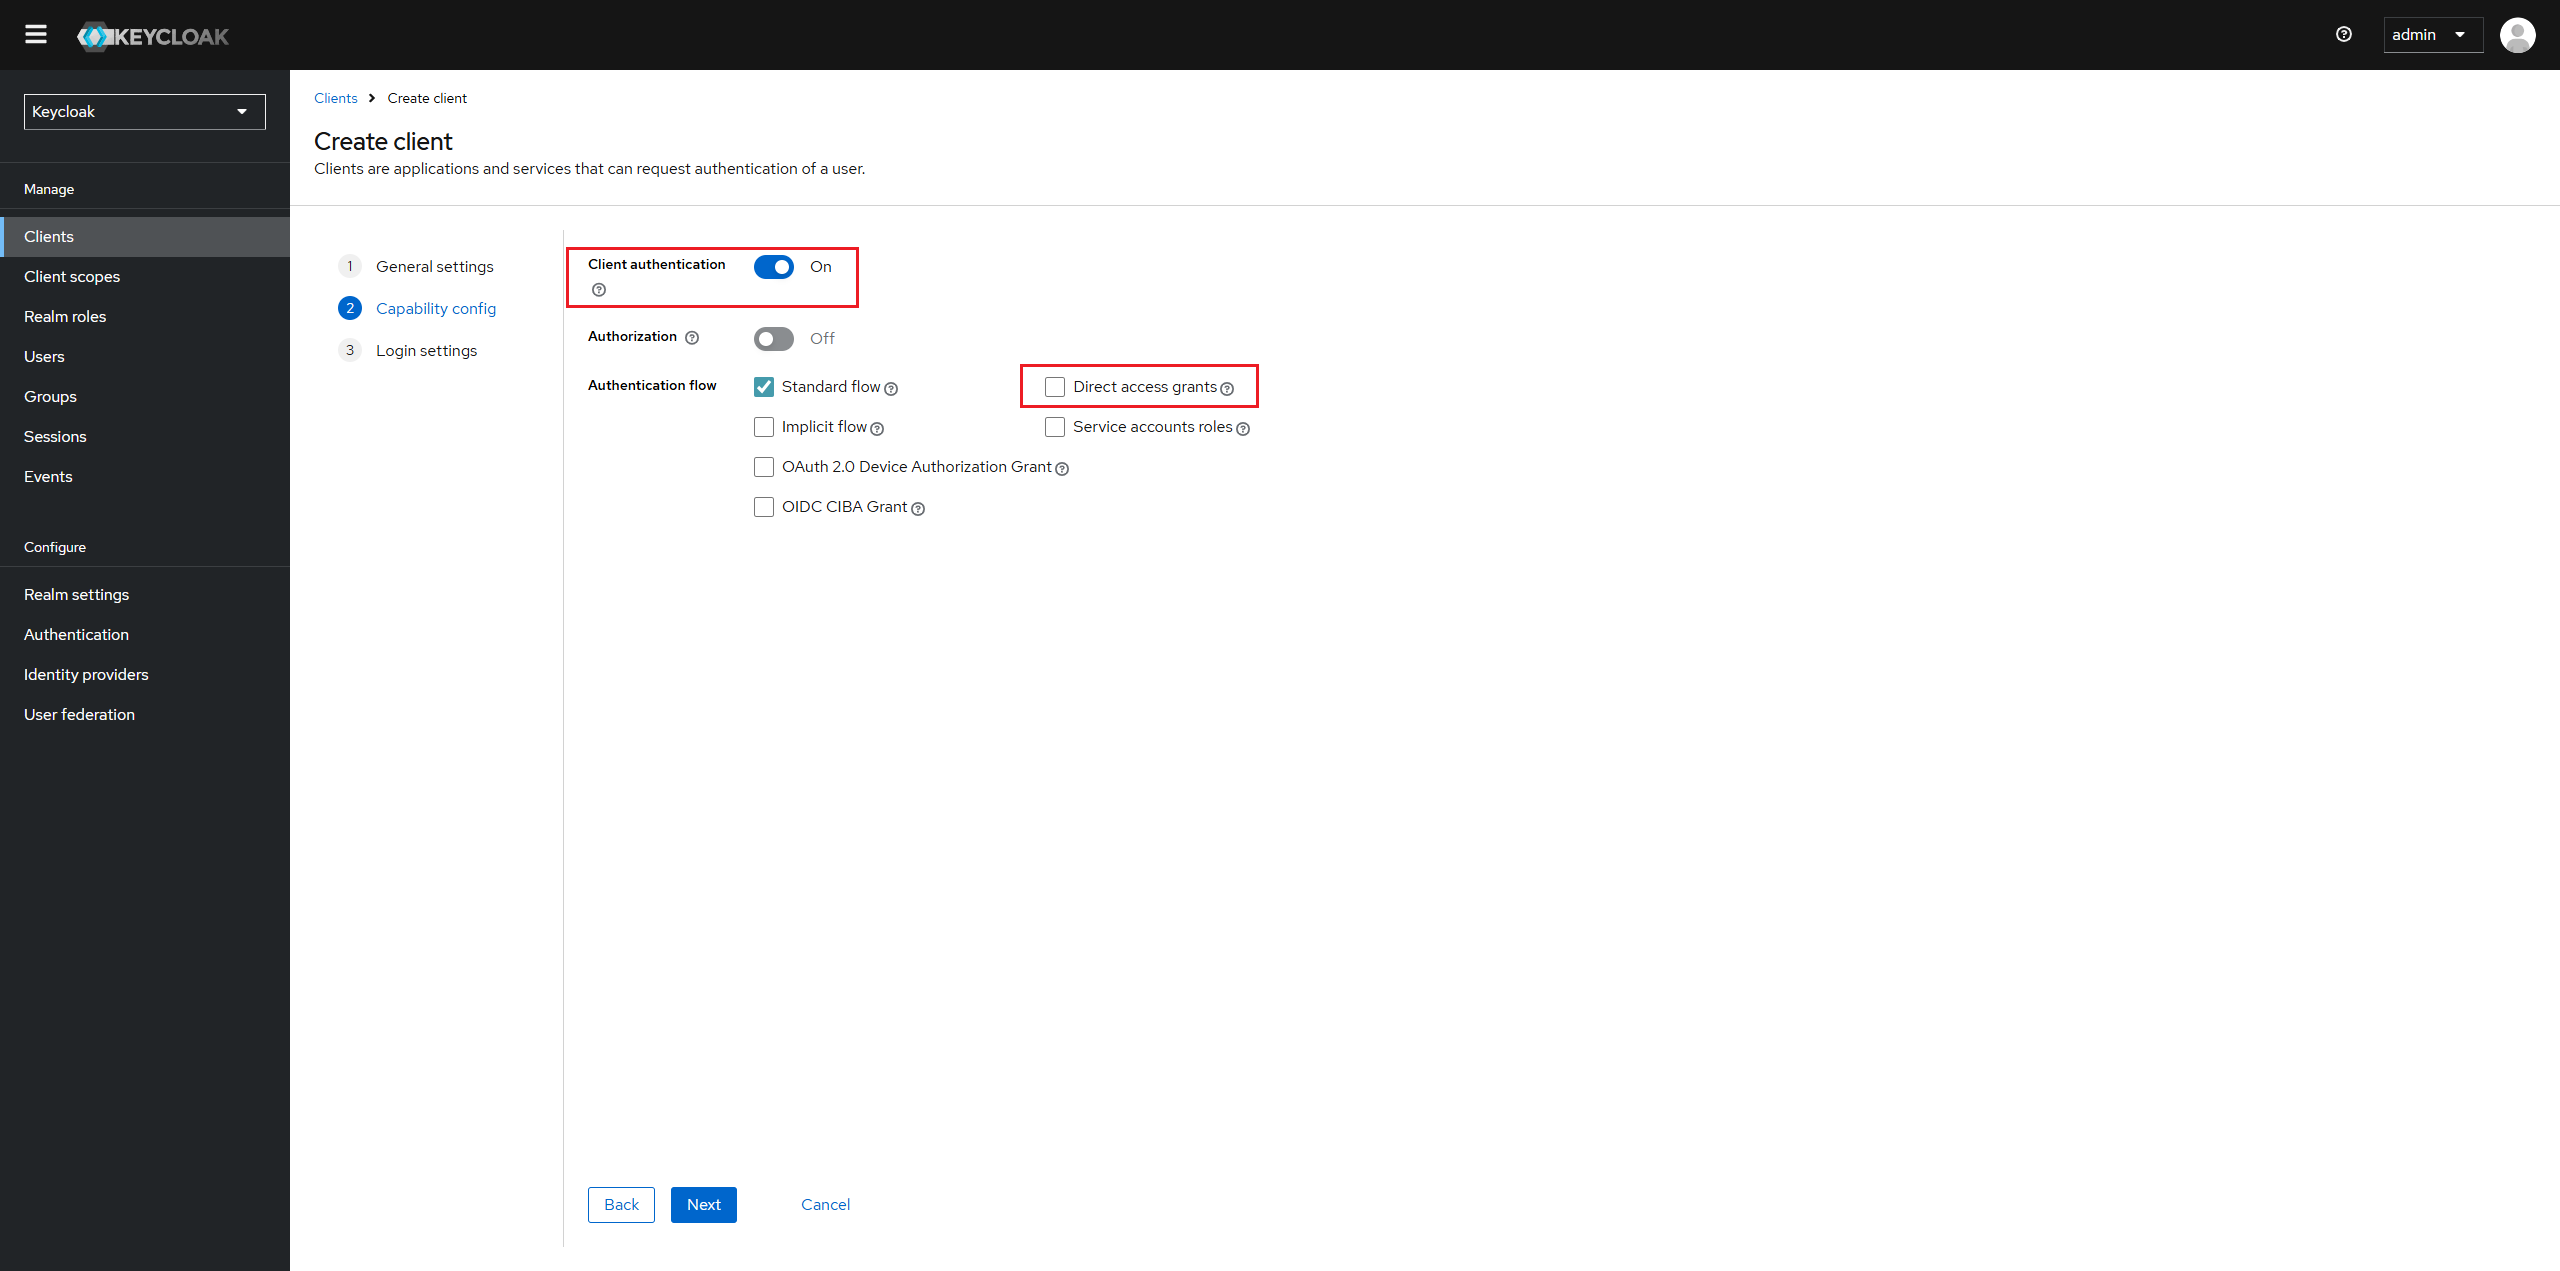 KEYCLOAK
admin
Keycloak
Manage
Clients
Client scopes
Realm roles
Users
Groups
Sessions
Events
Configure
Realm settings
Authentication
Identity providers
User federation
Clients > Create client
Create client
Clients are applications and services that can request authentication of a user.
1 General settings
2 Capability config
3 Login settings
Client authentication On
Authorization Off
Authentication flow Standard flow Direct access grants
Implicit flow Service accounts roles
OAuth 2.0 Device Authorization Grant
OIDC CIBA Grant
Back Next Cancel